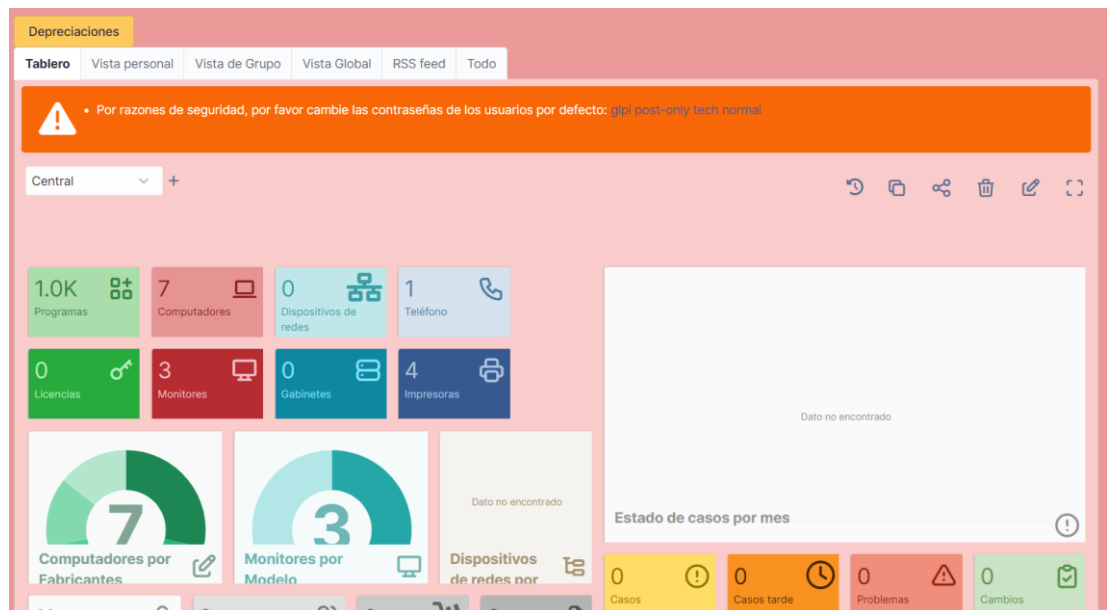 Depreciaciones
Tablero Vista personal Vista de Grupo Vista Global RSS feed Todo
• Por razones de seguridad, por favor cambie las contraseñas de los usuarios por defecto: glpi post-only tech normal
Central
1.0K
Programas
7
Computadores
0
Dispositivos de
redes
1
Teléfono
0
Licencias
3
Monitores
0
Gabinetes
4
Impresoras
Dato no encontrado
Estado de casos por mes
7
Computadores por
Fabricantes
3
Monitores por
Modelo
Dato no encontrado
Dispositivos
de redes por
0
Casos
0
Casos tarde
0
Problemas
0
Cambios